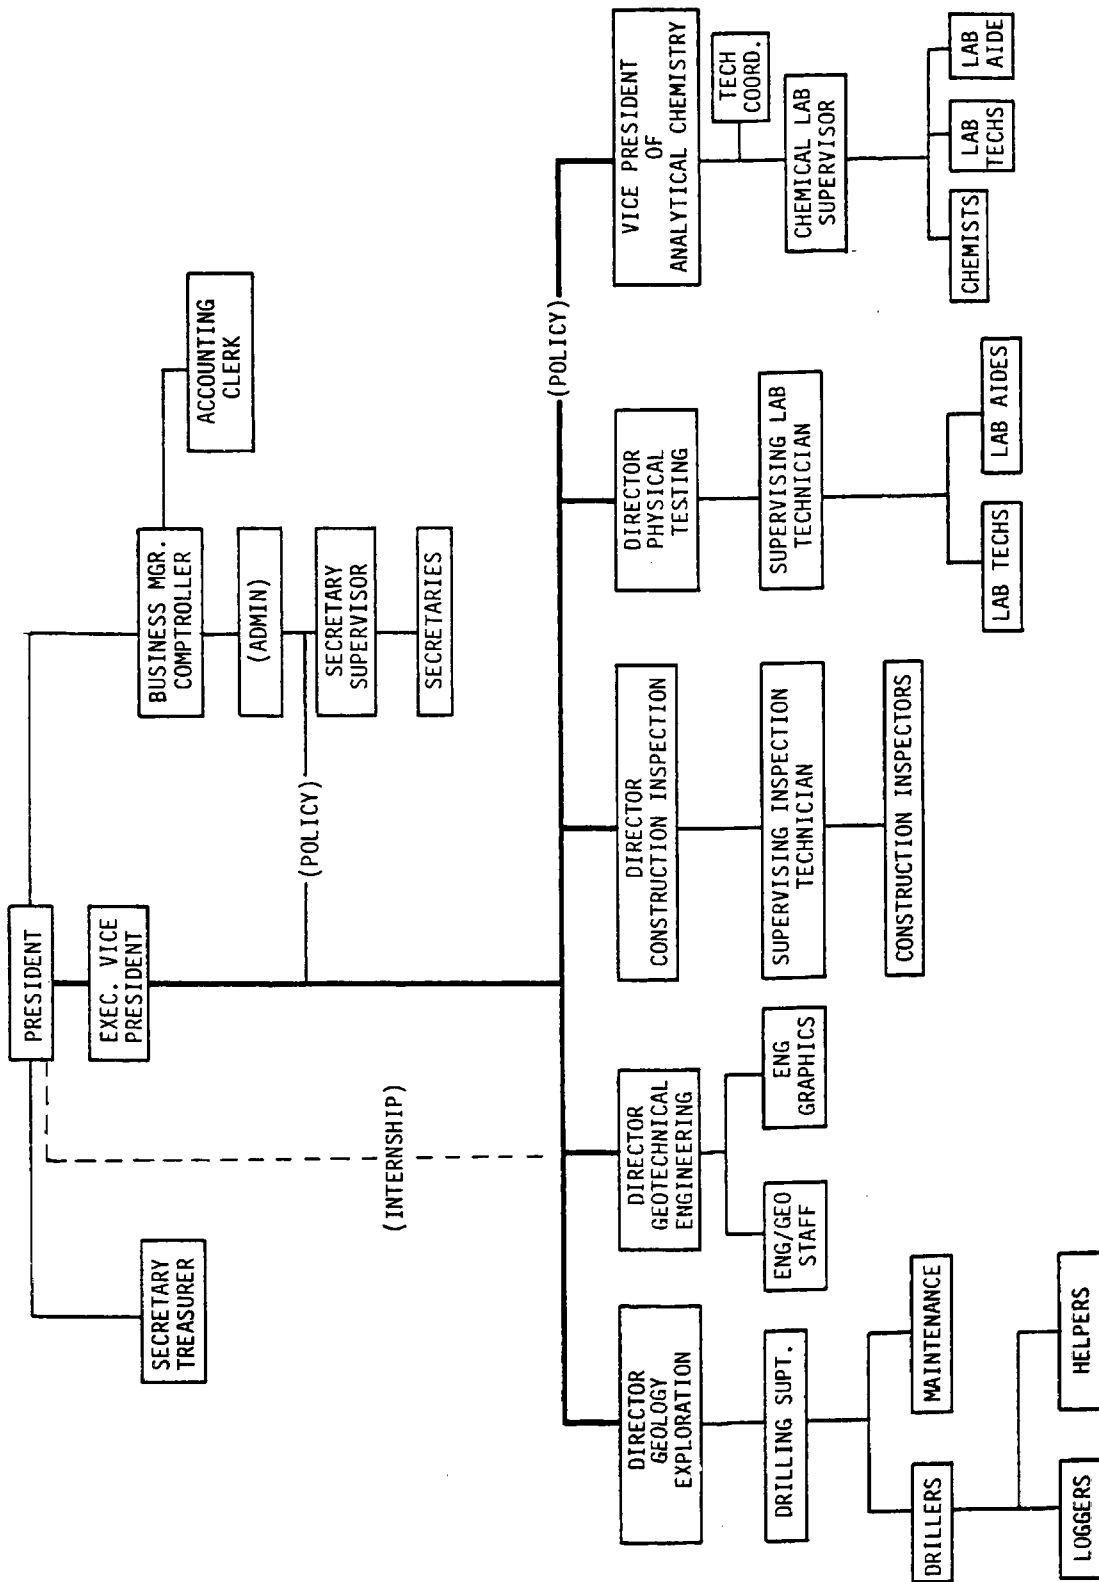 PRESIDENT
EXEC. VICE
PRESIDENT
SECRETARY
TREASURER
BUSINESS MGR.
COMPTROLLER
ACCOUNTING
CLERK
(ADMIN)
SECRETARY
SUPERVISOR
SECRETARIES
(POLICY)
(INTERNSHIP)
(POLICY)
DIRECTOR
GEOLOGY
EXPLORATION
DRILLING SUPT.
DRILLERS
MAINTENANCE
LOGGERS
HELPERS
DIRECTOR
GEOTECHNICAL
ENGINEERING
ENG/GEO
STAFF
ENG
GRAPHICS
DIRECTOR
CONSTRUCTION INSPECTION
SUPERVISING INSPECTION
TECHNICIAN
CONSTRUCTION INSPECTORS
DIRECTOR
PHYSICAL
TESTING
SUPERVISING LAB
TECHNICIAN
LAB TECHS
LAB AIDES
VICE PRESIDENT
OF
ANALYTICAL CHEMISTRY
TECH
COORD.
CHEMICAL LAB
SUPERVISOR
CHEMISTS
LAB
TECHS
LAB
AIDE